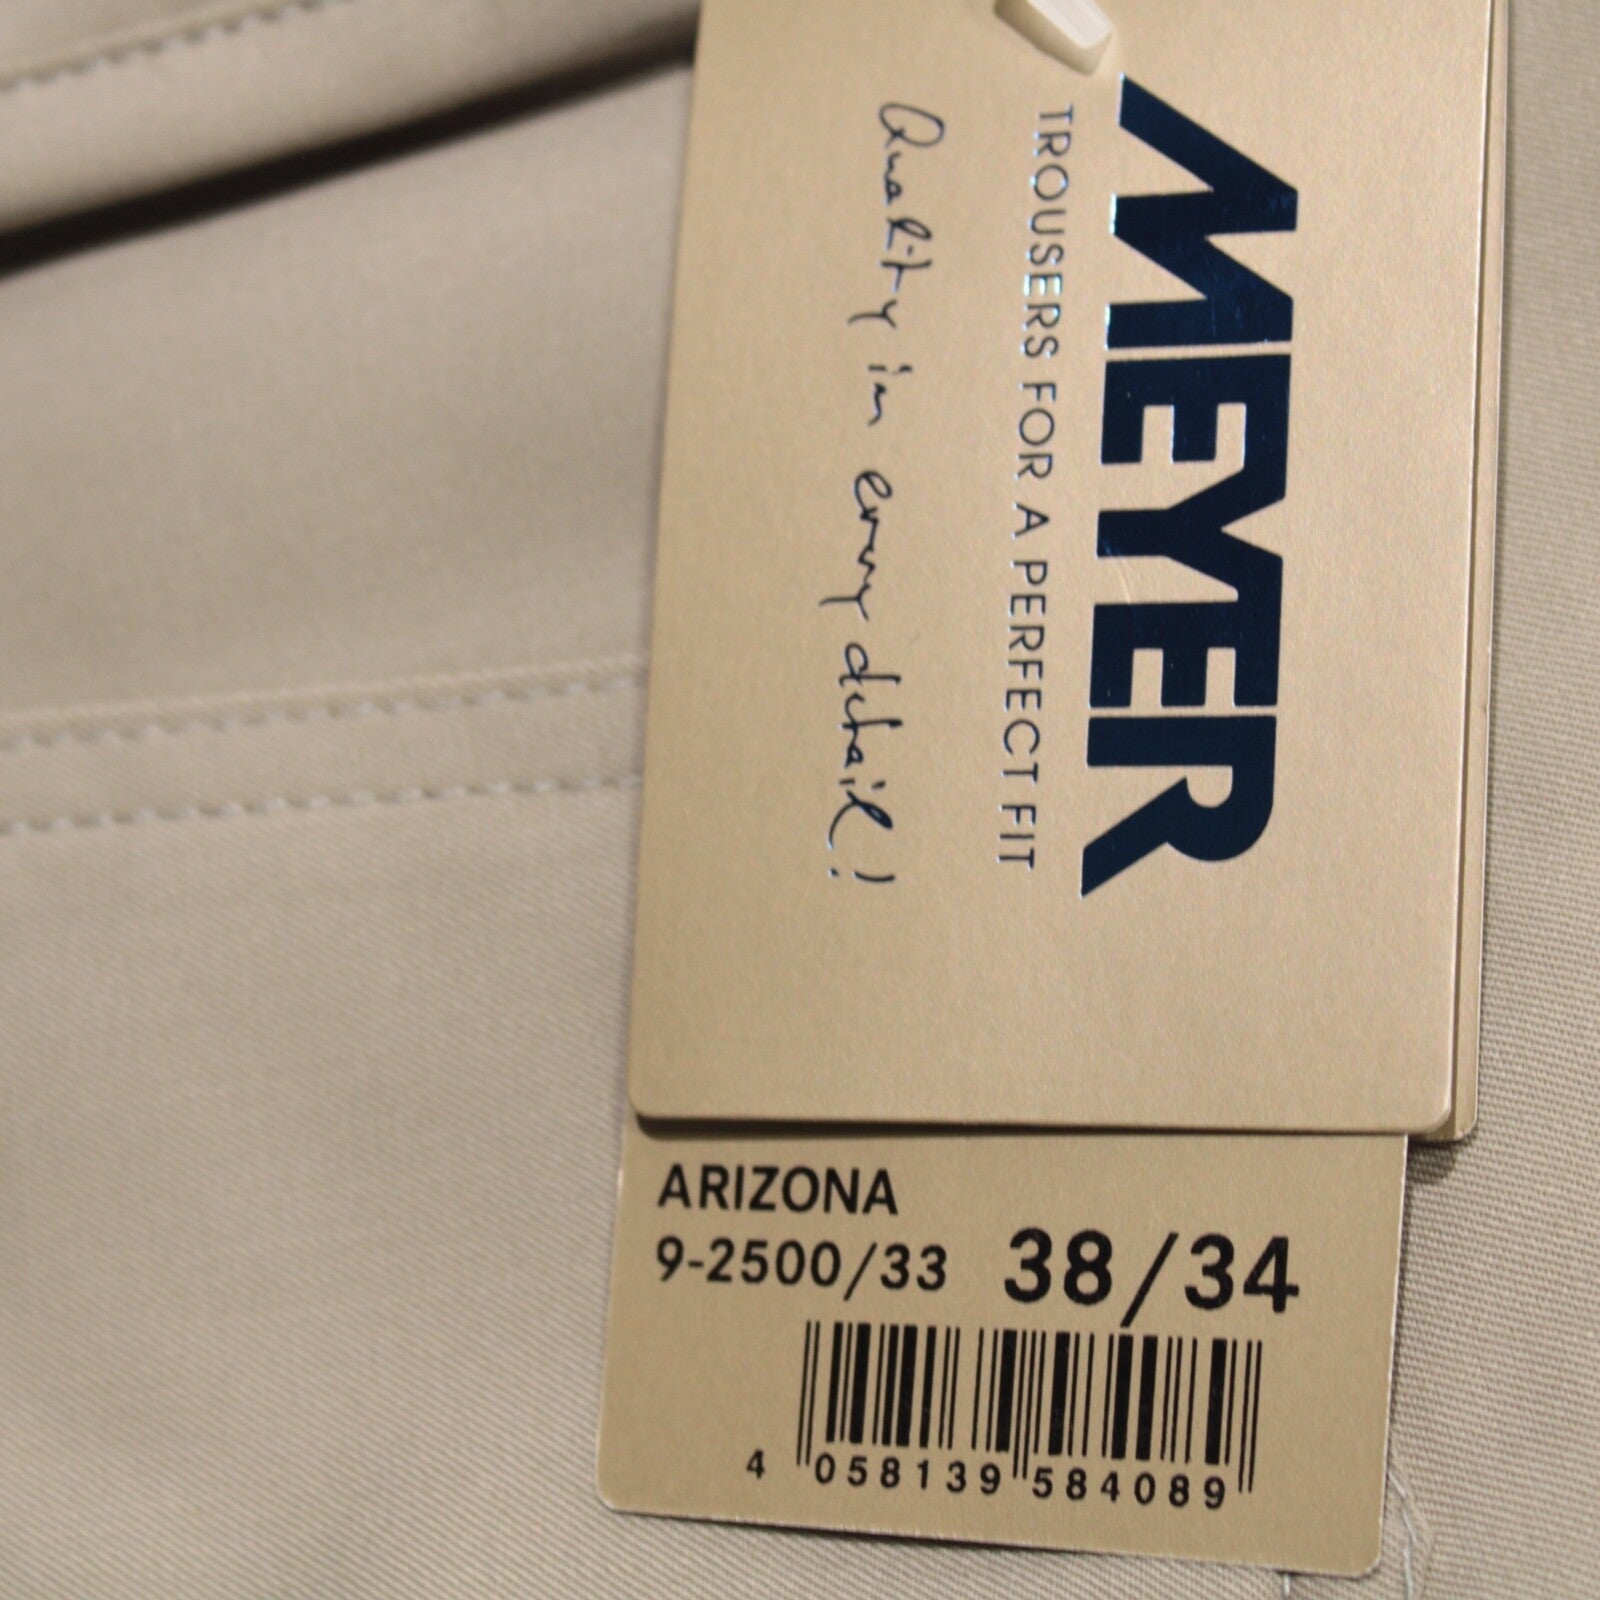 MEYER
TROUSERS FOR A PERFECT FIT
Quality in every detail!
ARIZONA
9-2500/33 38/34
4 058139 584089